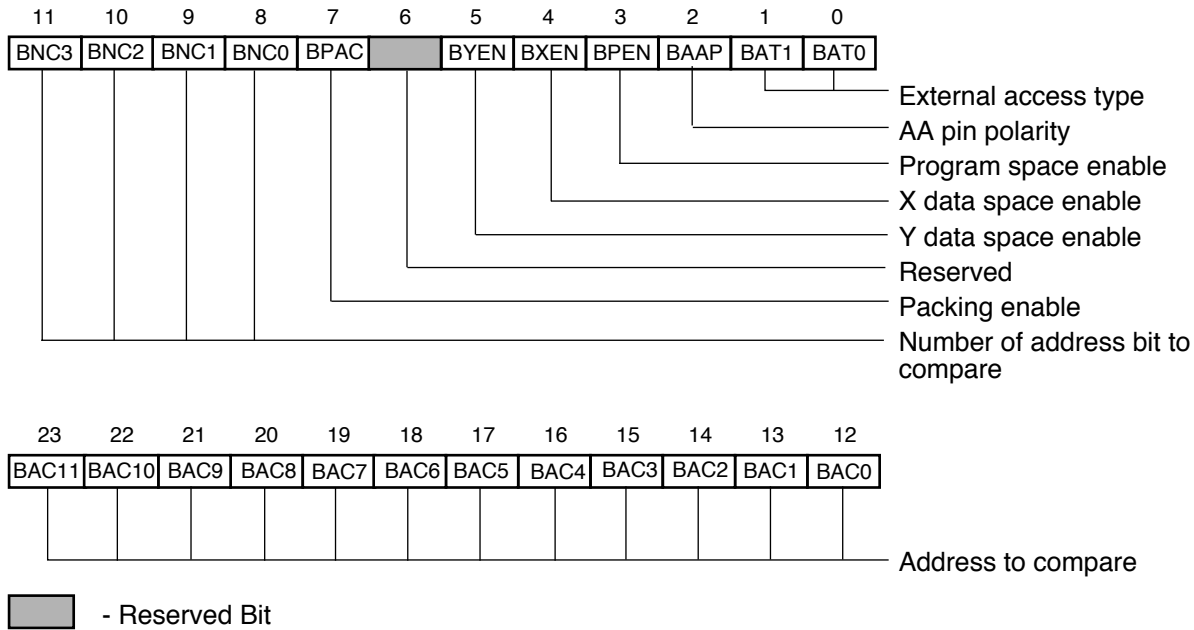 11 10 9 8 7 6 5 4 3 2 1 0
BNC3 BNC2 BNC1 BNC0 BPAC BYEN BXEN BPEN BAAP BAT1 BAT0
External access type
AA pin polarity
Program space enable
X data space enable
Y data space enable
Reserved
Packing enable
Number of address bit to
compare
23 22 21 20 19 18 17 16 15 14 13 12
BAC11 BAC10 BAC9 BAC8 BAC7 BAC6 BAC5 BAC4 BAC3 BAC2 BAC1 BAC0
Address to compare
- Reserved Bit